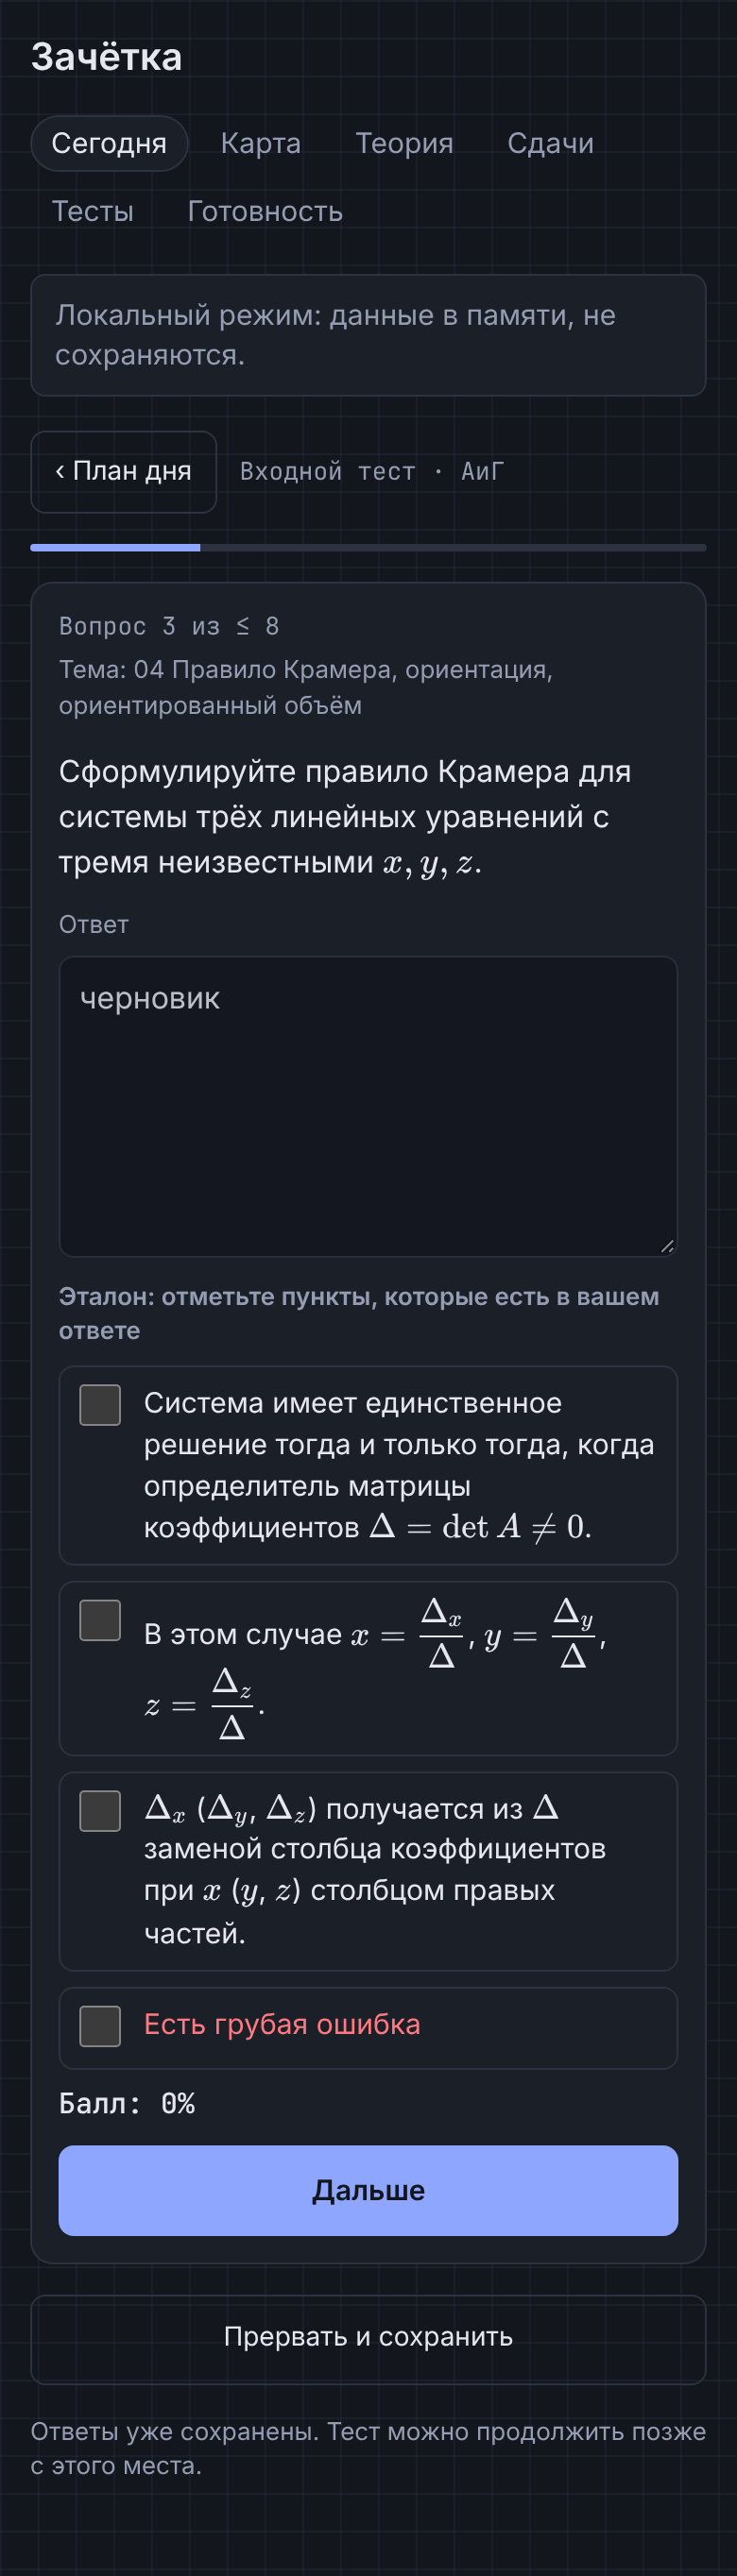 Зачётка
Сегодня Карта Теория Сдачи
Тесты Готовность
Локальный режим: данные в памяти, не
сохраняются.
‹ План дня Входной тест · АиГ
Вопрос 3 из ≤ 8
Тема: 04 Правило Крамера, ориентация,
ориентированный объём
Сформулируйте правило Крамера для
системы трёх линейных уравнений с
тремя неизвестными x, y, z.
Ответ
черновик
Эталон: отметьте пункты, которые есть в вашем
ответе
Система имеет единственное
решение тогда и только тогда, когда
определитель матрицы
коэффициентов Δ = det A ≠ 0.
В этом случае x = Δₓ/Δ, y = Δ_y/Δ,
z = Δ_z/Δ.
Δₓ (Δ_y, Δ_z) получается из Δ
заменой столбца коэффициентов
при x (y, z) столбцом правых
частей.
Есть грубая ошибка
Балл: 0%
Дальше
Прервать и сохранить
Ответы уже сохранены. Тест можно продолжить позже
с этого места.